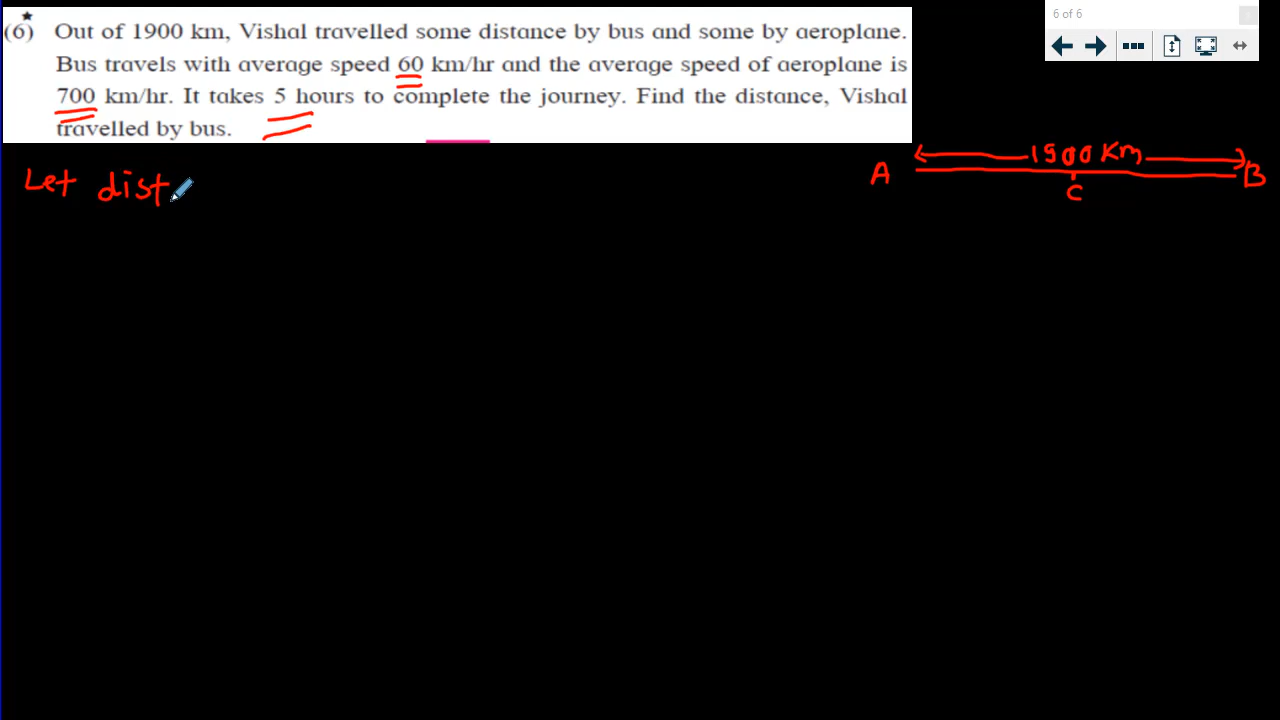 6 of 6
(6)★ Out of 1900 km, Vishal travelled some distance by bus and some by aeroplane.
Bus travels with average speed 60 km/hr and the average speed of aeroplane is
700 km/hr. It takes 5 hours to complete the journey. Find the distance, Vishal
travelled by bus.
1900 Km
A B
C
Let dist